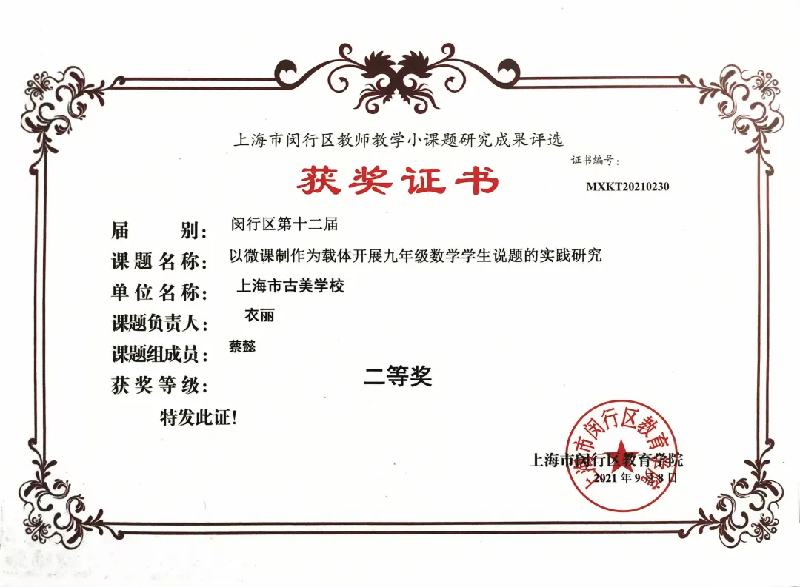 上海市闵行区教师教学小课题研究成果评选
证书编号：
获奖证书
MXKT20210230
届 别： 闵行区第十二届
课题名称： 以微课制作为载体开展九年级数学学生说题的实践研究
单位名称： 上海市古美学校
课题负责人： 衣丽
课题组成员： 蔡懿
获奖等级： 二等奖
特发此证！
上海市闵行区教育学院
上海市闵行区教育学院
2021年9月8日